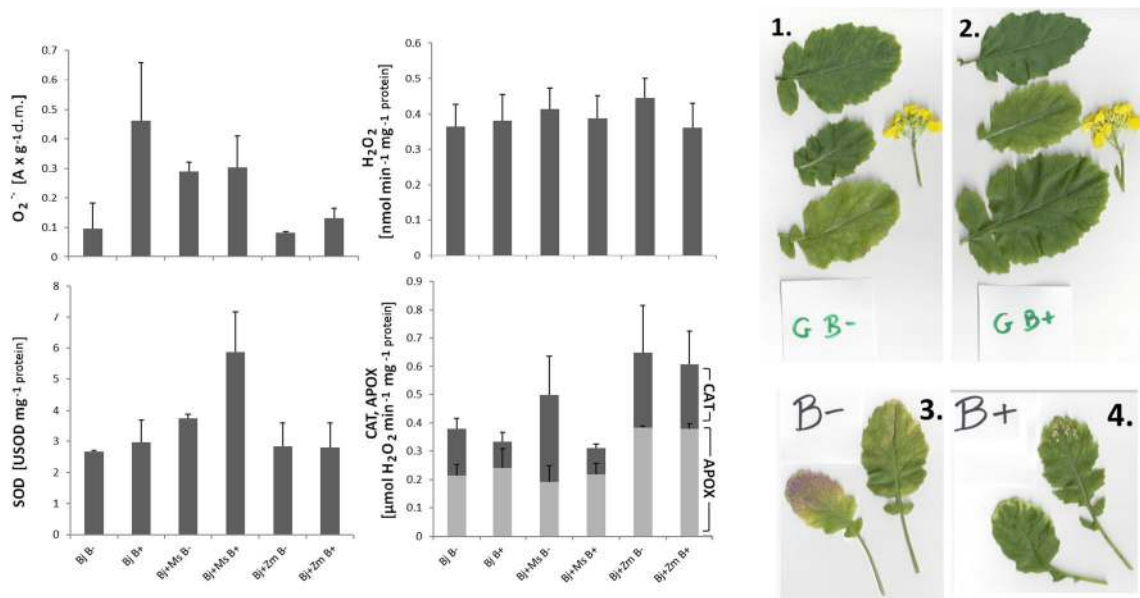 O₂⁻· [A x g⁻¹d.m.]
0.7
0.6
0.5
0.4
0.3
0.2
0.1
0
H₂O₂
[nmol min⁻¹ mg⁻¹ protein]
0.6
0.5
0.4
0.3
0.2
0.1
0
SOD [USOD mg⁻¹ protein]
8
7
6
5
4
3
2
1
0
Bj B-
Bj B+
Bj+Ms B-
Bj+Ms B+
Bj+Zm B-
Bj+Zm B+
CAT, APOX
[µmol H₂O₂ min⁻¹ mg⁻¹ protein]
0.9
0.8
0.7
0.6
0.5
0.4
0.3
0.2
0.1
0
CAT
APOX
Bj B-
Bj B+
Bj+Ms B-
Bj+Ms B+
Bj+Zm B-
Bj+Zm B+
1.
G B-
2.
G B+
B- 3.
B+ 4.